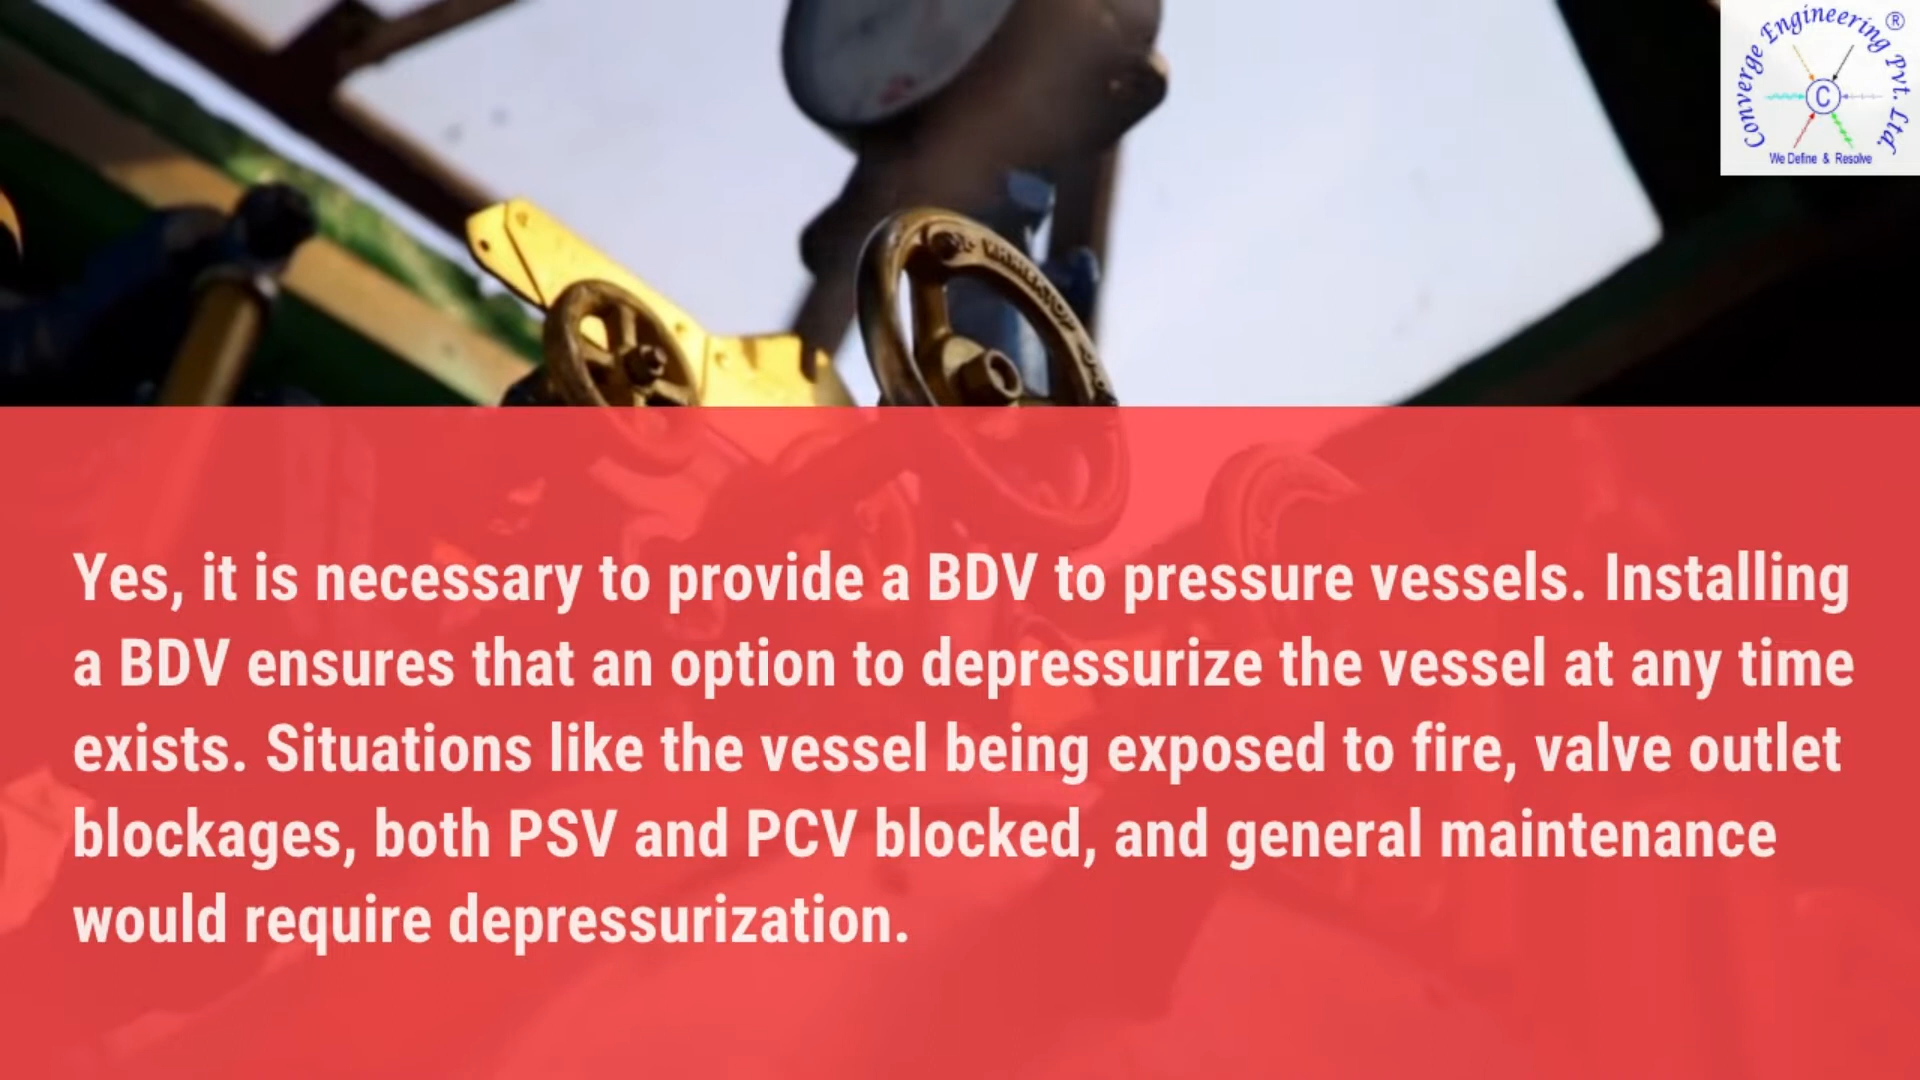 Converge Engineering Pvt. Ltd. ®
C
We Define & Resolve
Yes, it is necessary to provide a BDV to pressure vessels. Installing
a BDV ensures that an option to depressurize the vessel at any time
exists. Situations like the vessel being exposed to fire, valve outlet
blockages, both PSV and PCV blocked, and general maintenance
would require depressurization.